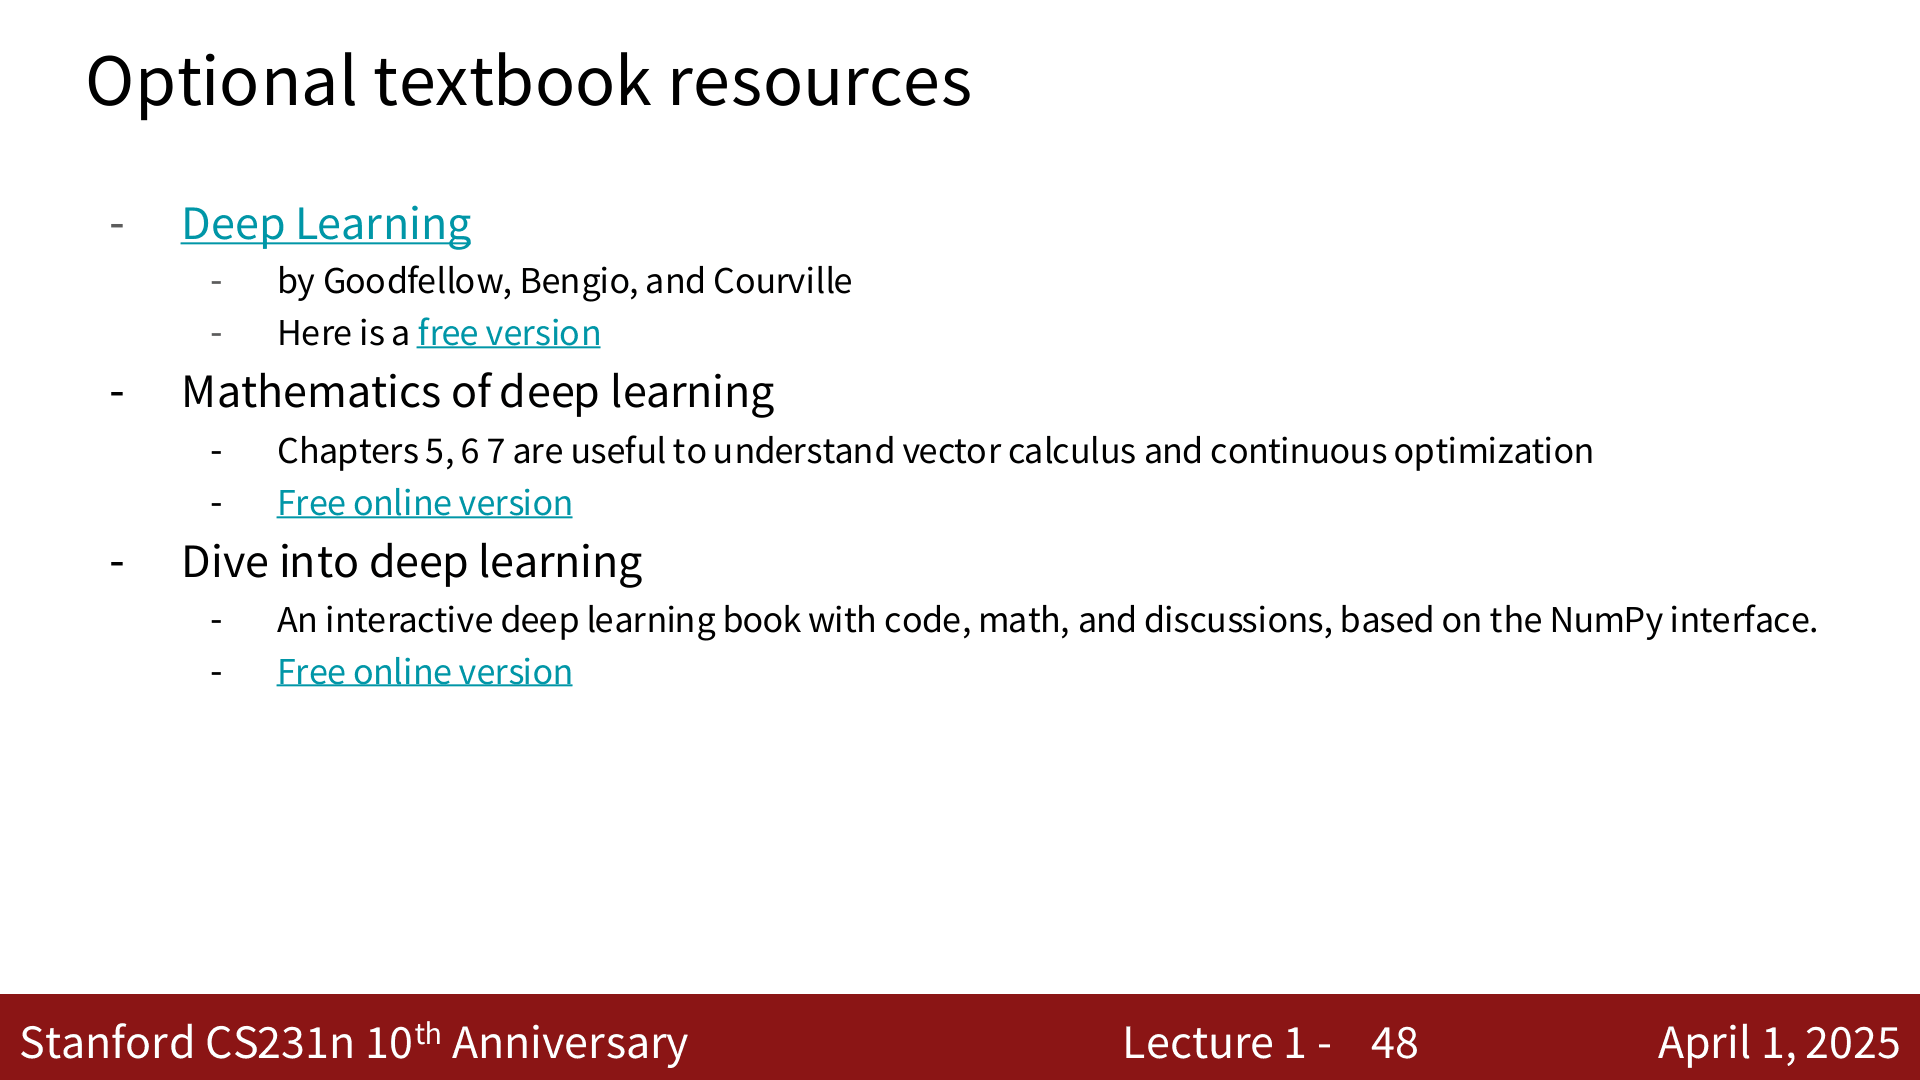 Optional textbook resources
- Deep Learning
- by Goodfellow, Bengio, and Courville
- Here is a free version
- Mathematics of deep learning
- Chapters 5, 6 7 are useful to understand vector calculus and continuous optimization
- Free online version
- Dive into deep learning
- An interactive deep learning book with code, math, and discussions, based on the NumPy interface.
- Free online version
Stanford CS231n 10th Anniversary Lecture 1 - 48 April 1, 2025